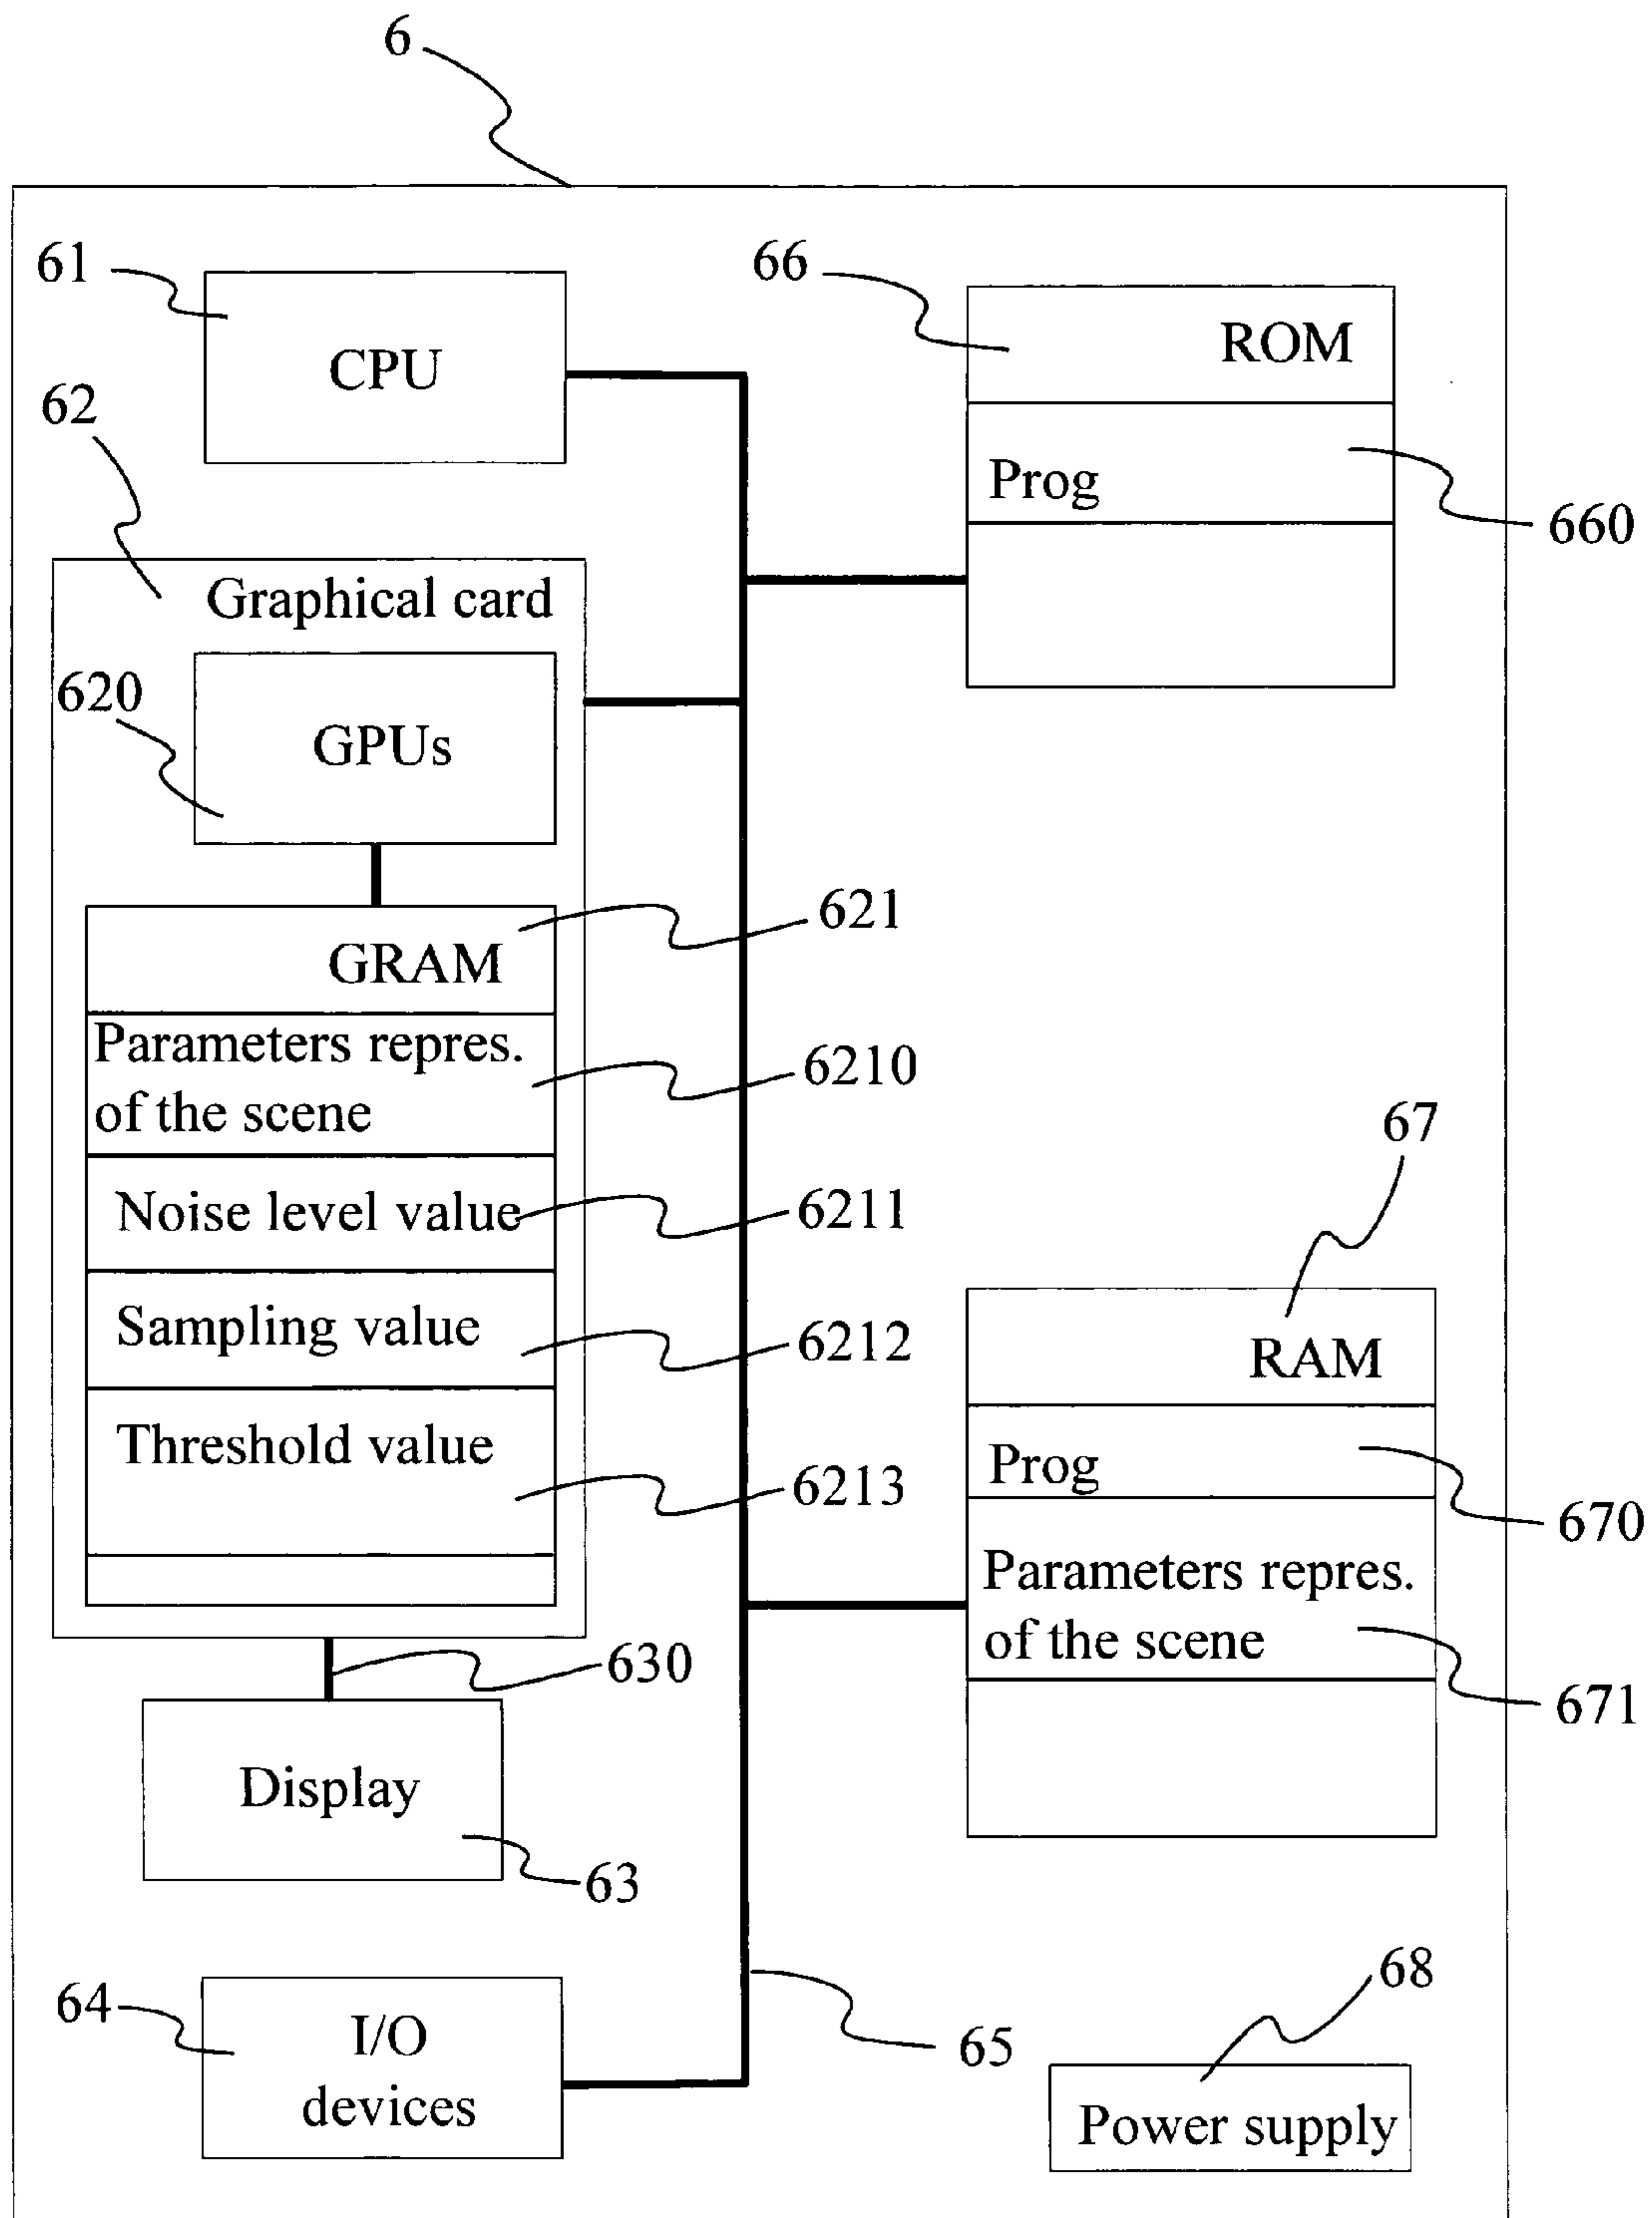 6
61
CPU
66
ROM
62
Prog
660
Graphical card
620
GPUs
621
GRAM
Parameters repres.
of the scene
6210
67
Noise level value
6211
Sampling value
6212
RAM
Threshold value
6213
Prog
670
Parameters repres.
of the scene
671
630
Display
63
64
I/O
devices
65
68
Power supply